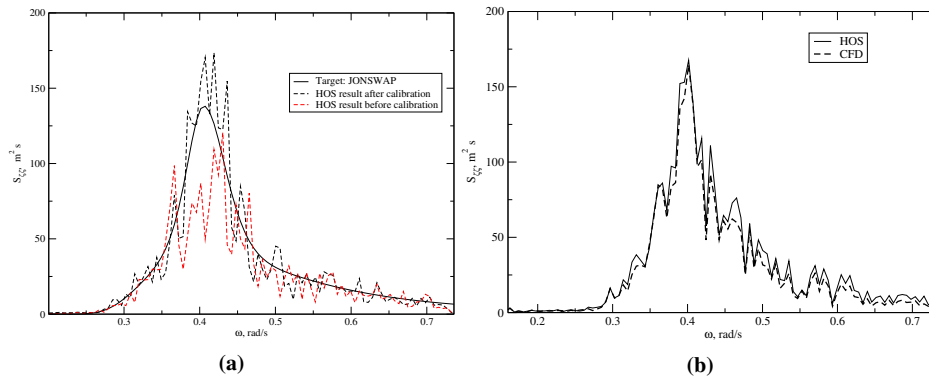 200
150
100
50
0
S_ζζ, m² s
0.3 0.4 0.5 0.6 0.7
ω, rad/s
Target: JONSWAP
HOS result after calibration
HOS result before calibration
(a)
200
150
100
50
0
S_ζζ, m² s
0.2 0.3 0.4 0.5 0.6 0.7
ω, rad/s
HOS
CFD
(b)